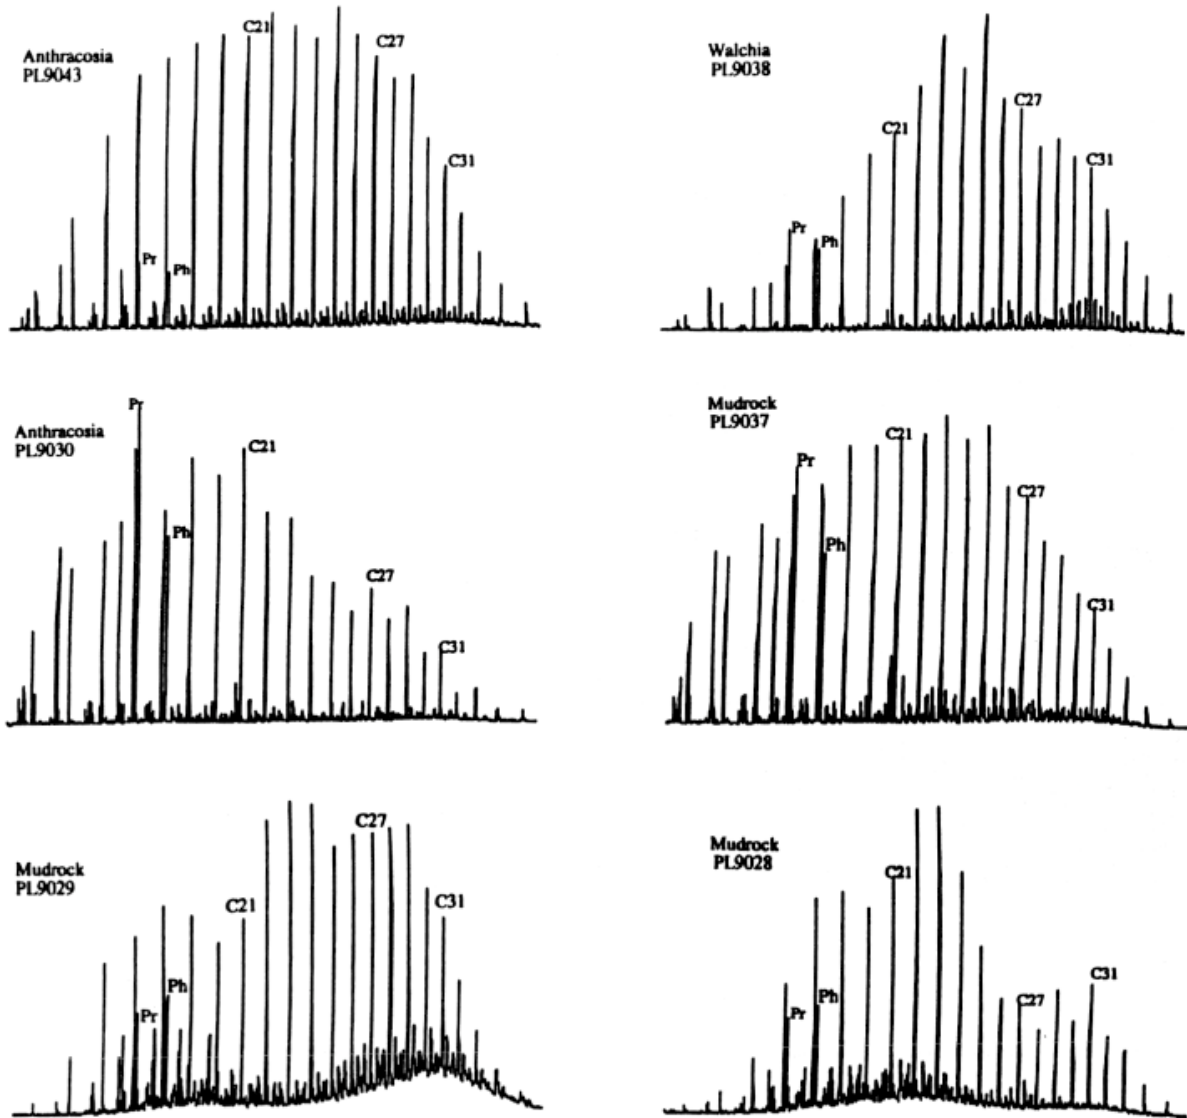 Anthracosia
PL9043
C21
C27
C31
Pr
Ph
Walchia
PL9038
C21
C27
C31
Pr
Ph
Anthracosia
PL9030
Pr
C21
Ph
C27
C31
Mudrock
PL9037
Pr
C21
Ph
C27
C31
Mudrock
PL9029
C21
C27
C31
Pr
Ph
Mudrock
PL9028
C21
C27
C31
Pr
Ph